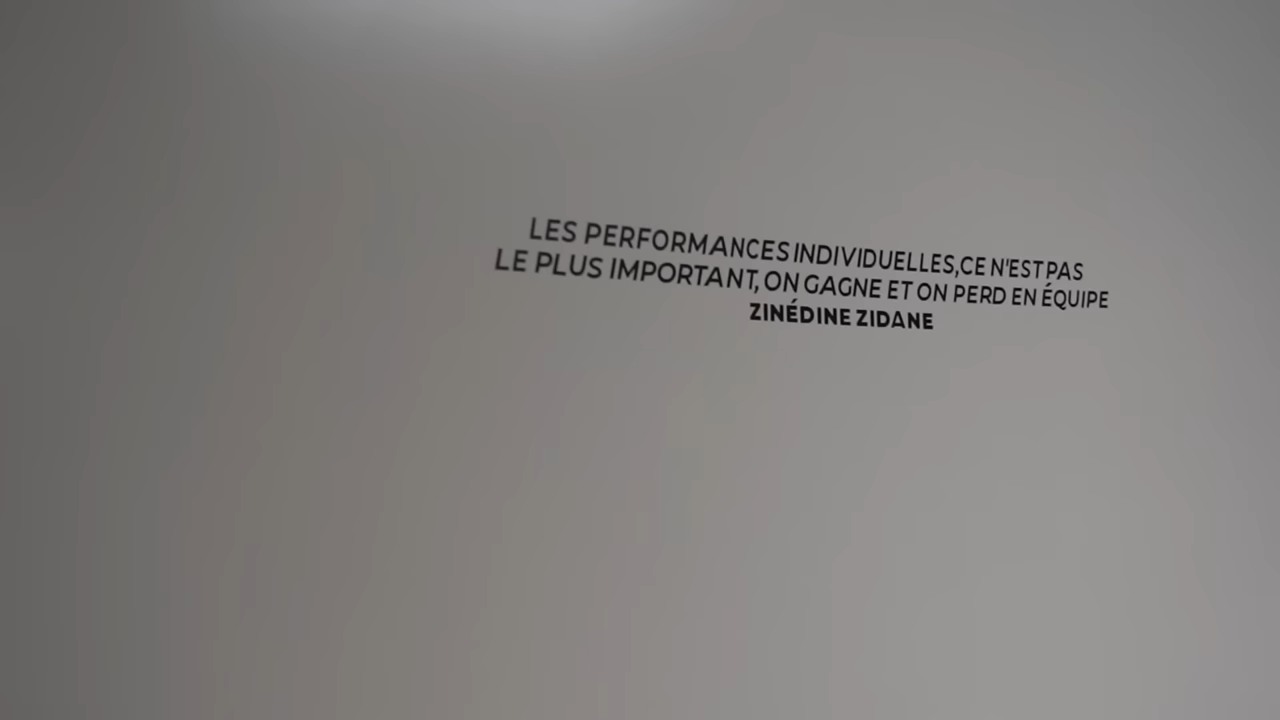 LES PERFORMANCES INDIVIDUELLES,CE N'EST PAS
LE PLUS IMPORTANT, ON GAGNE ET ON PERD EN ÉQUIPE
ZINÉDINE ZIDANE